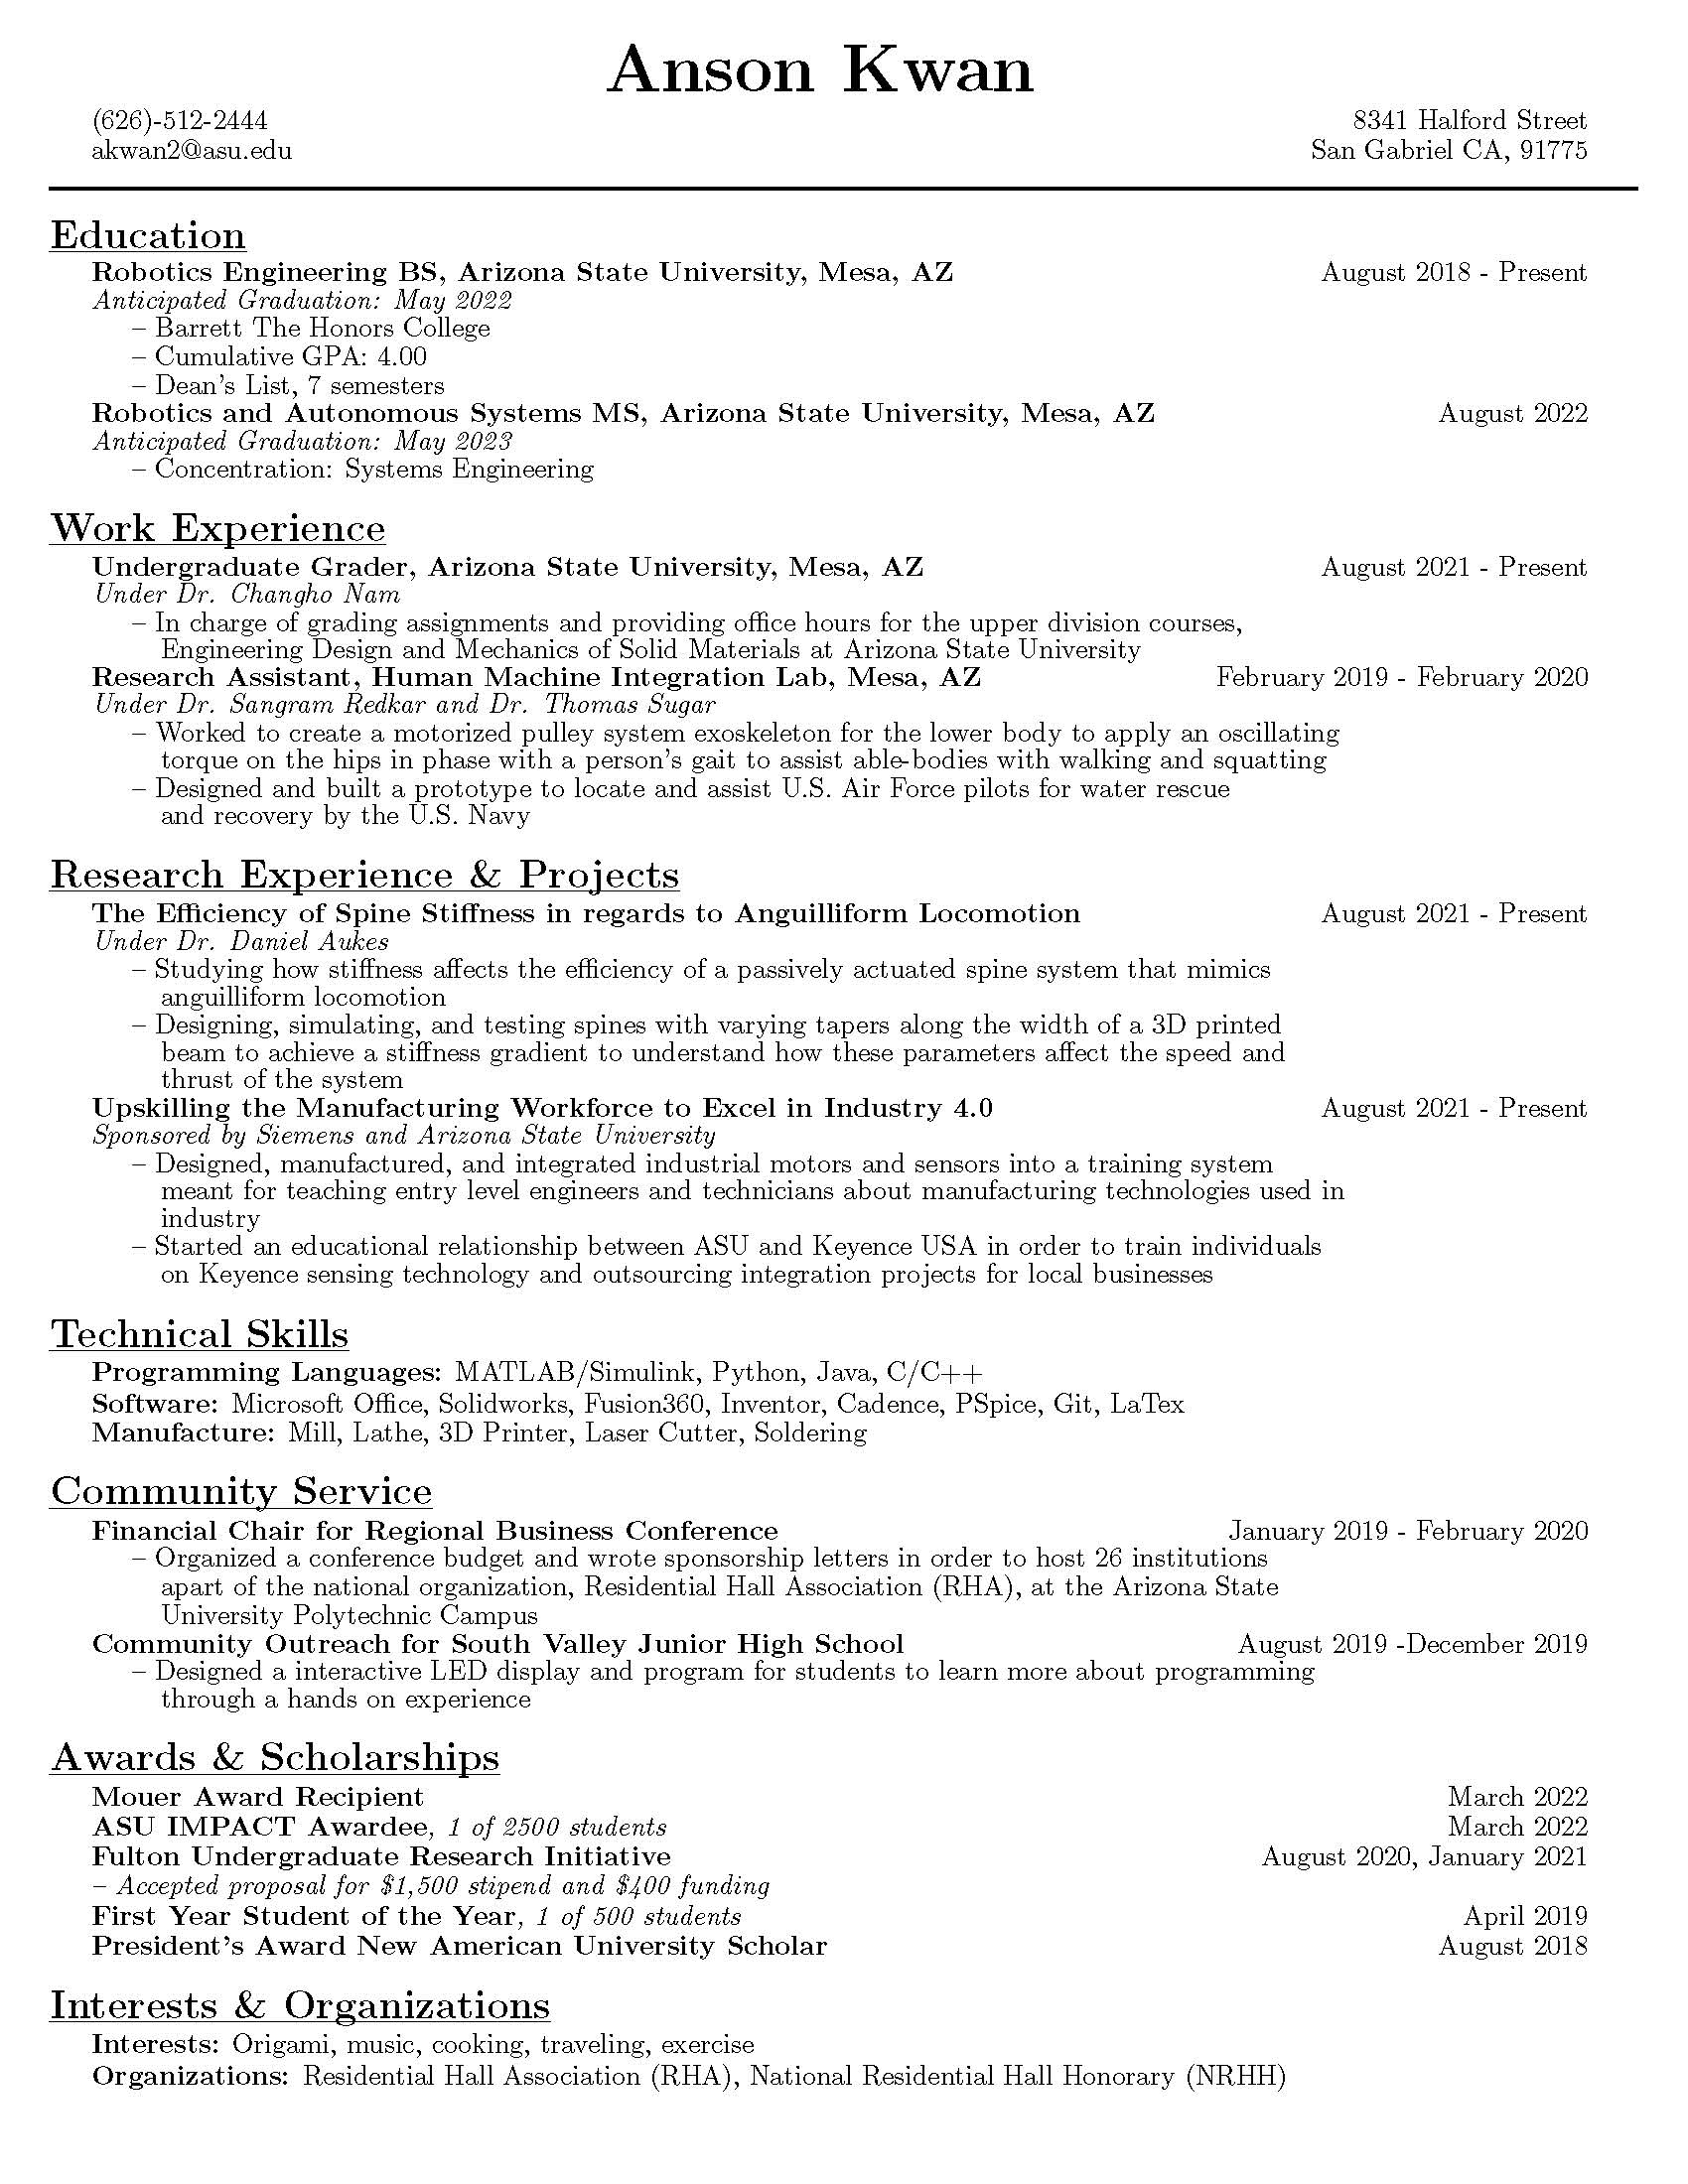 Anson Kwan
(626)-512-2444 8341 Halford Street
akwan2@asu.edu San Gabriel CA, 91775
Education
Robotics Engineering BS, Arizona State University, Mesa, AZ August 2018 - Present
Anticipated Graduation: May 2022
– Barrett The Honors College
– Cumulative GPA: 4.00
– Dean's List, 7 semesters
Robotics and Autonomous Systems MS, Arizona State University, Mesa, AZ August 2022
Anticipated Graduation: May 2023
– Concentration: Systems Engineering
Work Experience
Undergraduate Grader, Arizona State University, Mesa, AZ August 2021 - Present
Under Dr. Changho Nam
– In charge of grading assignments and providing office hours for the upper division courses,
Engineering Design and Mechanics of Solid Materials at Arizona State University
Research Assistant, Human Machine Integration Lab, Mesa, AZ February 2019 - February 2020
Under Dr. Sangram Redkar and Dr. Thomas Sugar
– Worked to create a motorized pulley system exoskeleton for the lower body to apply an oscillating
torque on the hips in phase with a person's gait to assist able-bodies with walking and squatting
– Designed and built a prototype to locate and assist U.S. Air Force pilots for water rescue
and recovery by the U.S. Navy
Research Experience & Projects
The Efficiency of Spine Stiffness in regards to Anguilliform Locomotion August 2021 - Present
Under Dr. Daniel Aukes
– Studying how stiffness affects the efficiency of a passively actuated spine system that mimics
anguilliform locomotion
– Designing, simulating, and testing spines with varying tapers along the width of a 3D printed
beam to achieve a stiffness gradient to understand how these parameters affect the speed and
thrust of the system
Upskilling the Manufacturing Workforce to Excel in Industry 4.0 August 2021 - Present
Sponsored by Siemens and Arizona State University
– Designed, manufactured, and integrated industrial motors and sensors into a training system
meant for teaching entry level engineers and technicians about manufacturing technologies used in
industry
– Started an educational relationship between ASU and Keyence USA in order to train individuals
on Keyence sensing technology and outsourcing integration projects for local businesses
Technical Skills
Programming Languages: MATLAB/Simulink, Python, Java, C/C++
Software: Microsoft Office, Solidworks, Fusion360, Inventor, Cadence, PSpice, Git, LaTex
Manufacture: Mill, Lathe, 3D Printer, Laser Cutter, Soldering
Community Service
Financial Chair for Regional Business Conference January 2019 - February 2020
– Organized a conference budget and wrote sponsorship letters in order to host 26 institutions
apart of the national organization, Residential Hall Association (RHA), at the Arizona State
University Polytechnic Campus
Community Outreach for South Valley Junior High School August 2019 -December 2019
– Designed a interactive LED display and program for students to learn more about programming
through a hands on experience
Awards & Scholarships
Mouer Award Recipient March 2022
ASU IMPACT Awardee, 1 of 2500 students March 2022
Fulton Undergraduate Research Initiative August 2020, January 2021
– Accepted proposal for $1,500 stipend and $400 funding
First Year Student of the Year, 1 of 500 students April 2019
President's Award New American University Scholar August 2018
Interests & Organizations
Interests: Origami, music, cooking, traveling, exercise
Organizations: Residential Hall Association (RHA), National Residential Hall Honorary (NRHH)